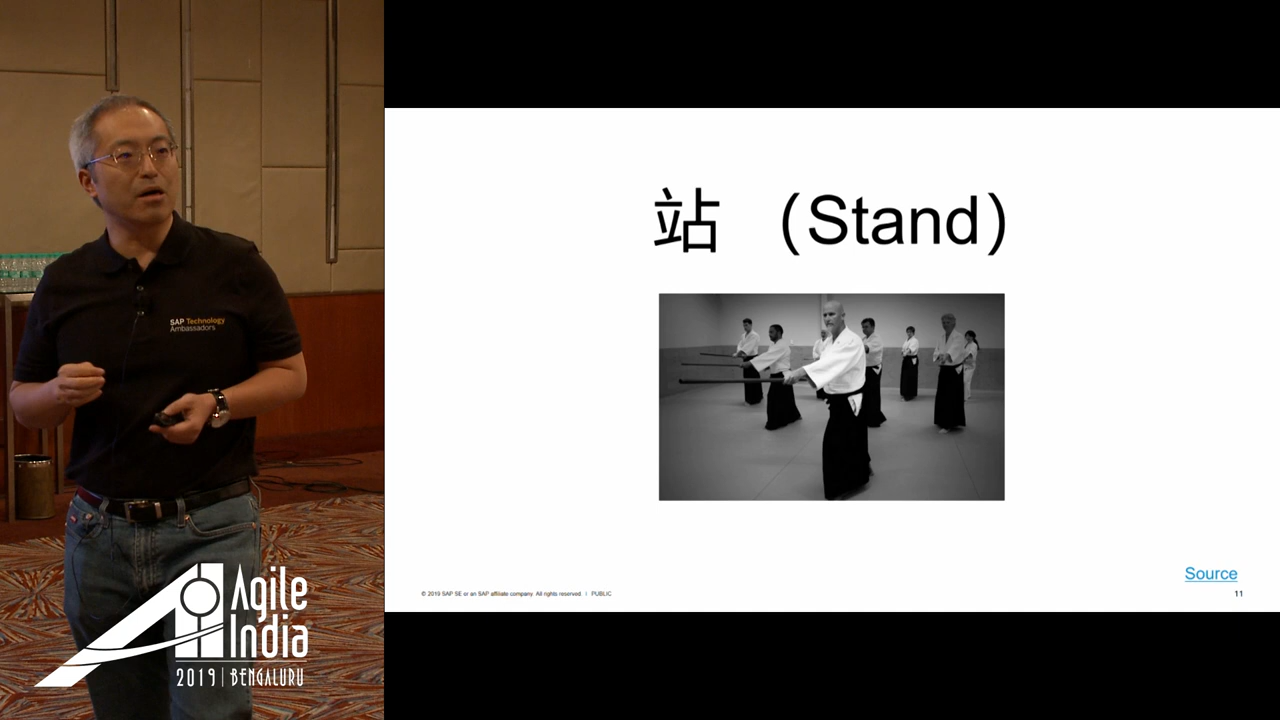 SAP Technology
Ambassadors
Agile
India
2019 | BENGALURU
站 (Stand)
Source
© 2019 SAP SE or an SAP affiliate company. All rights reserved. | PUBLIC
11